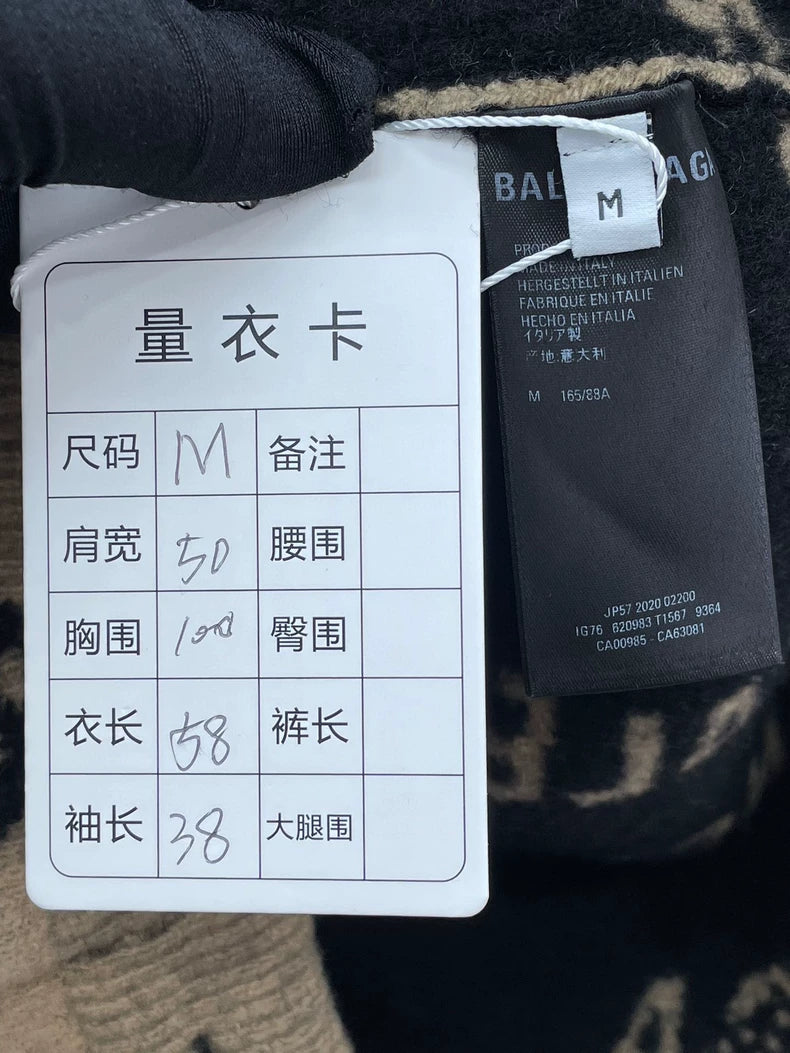 量衣卡
尺码 M 备注
肩宽 50 腰围
胸围 100 臀围
衣长 58 裤长
袖长 38 大腿围
M
MADE IN ITALY
HERGESTELLT IN ITALIEN
FABRIQUE EN ITALIE
HECHO EN ITALIA
イタリア製
产地:意大利
M 165/88A
JP57 2020 02200
IG76 620983 T1567 9364
CA00985 - CA63081